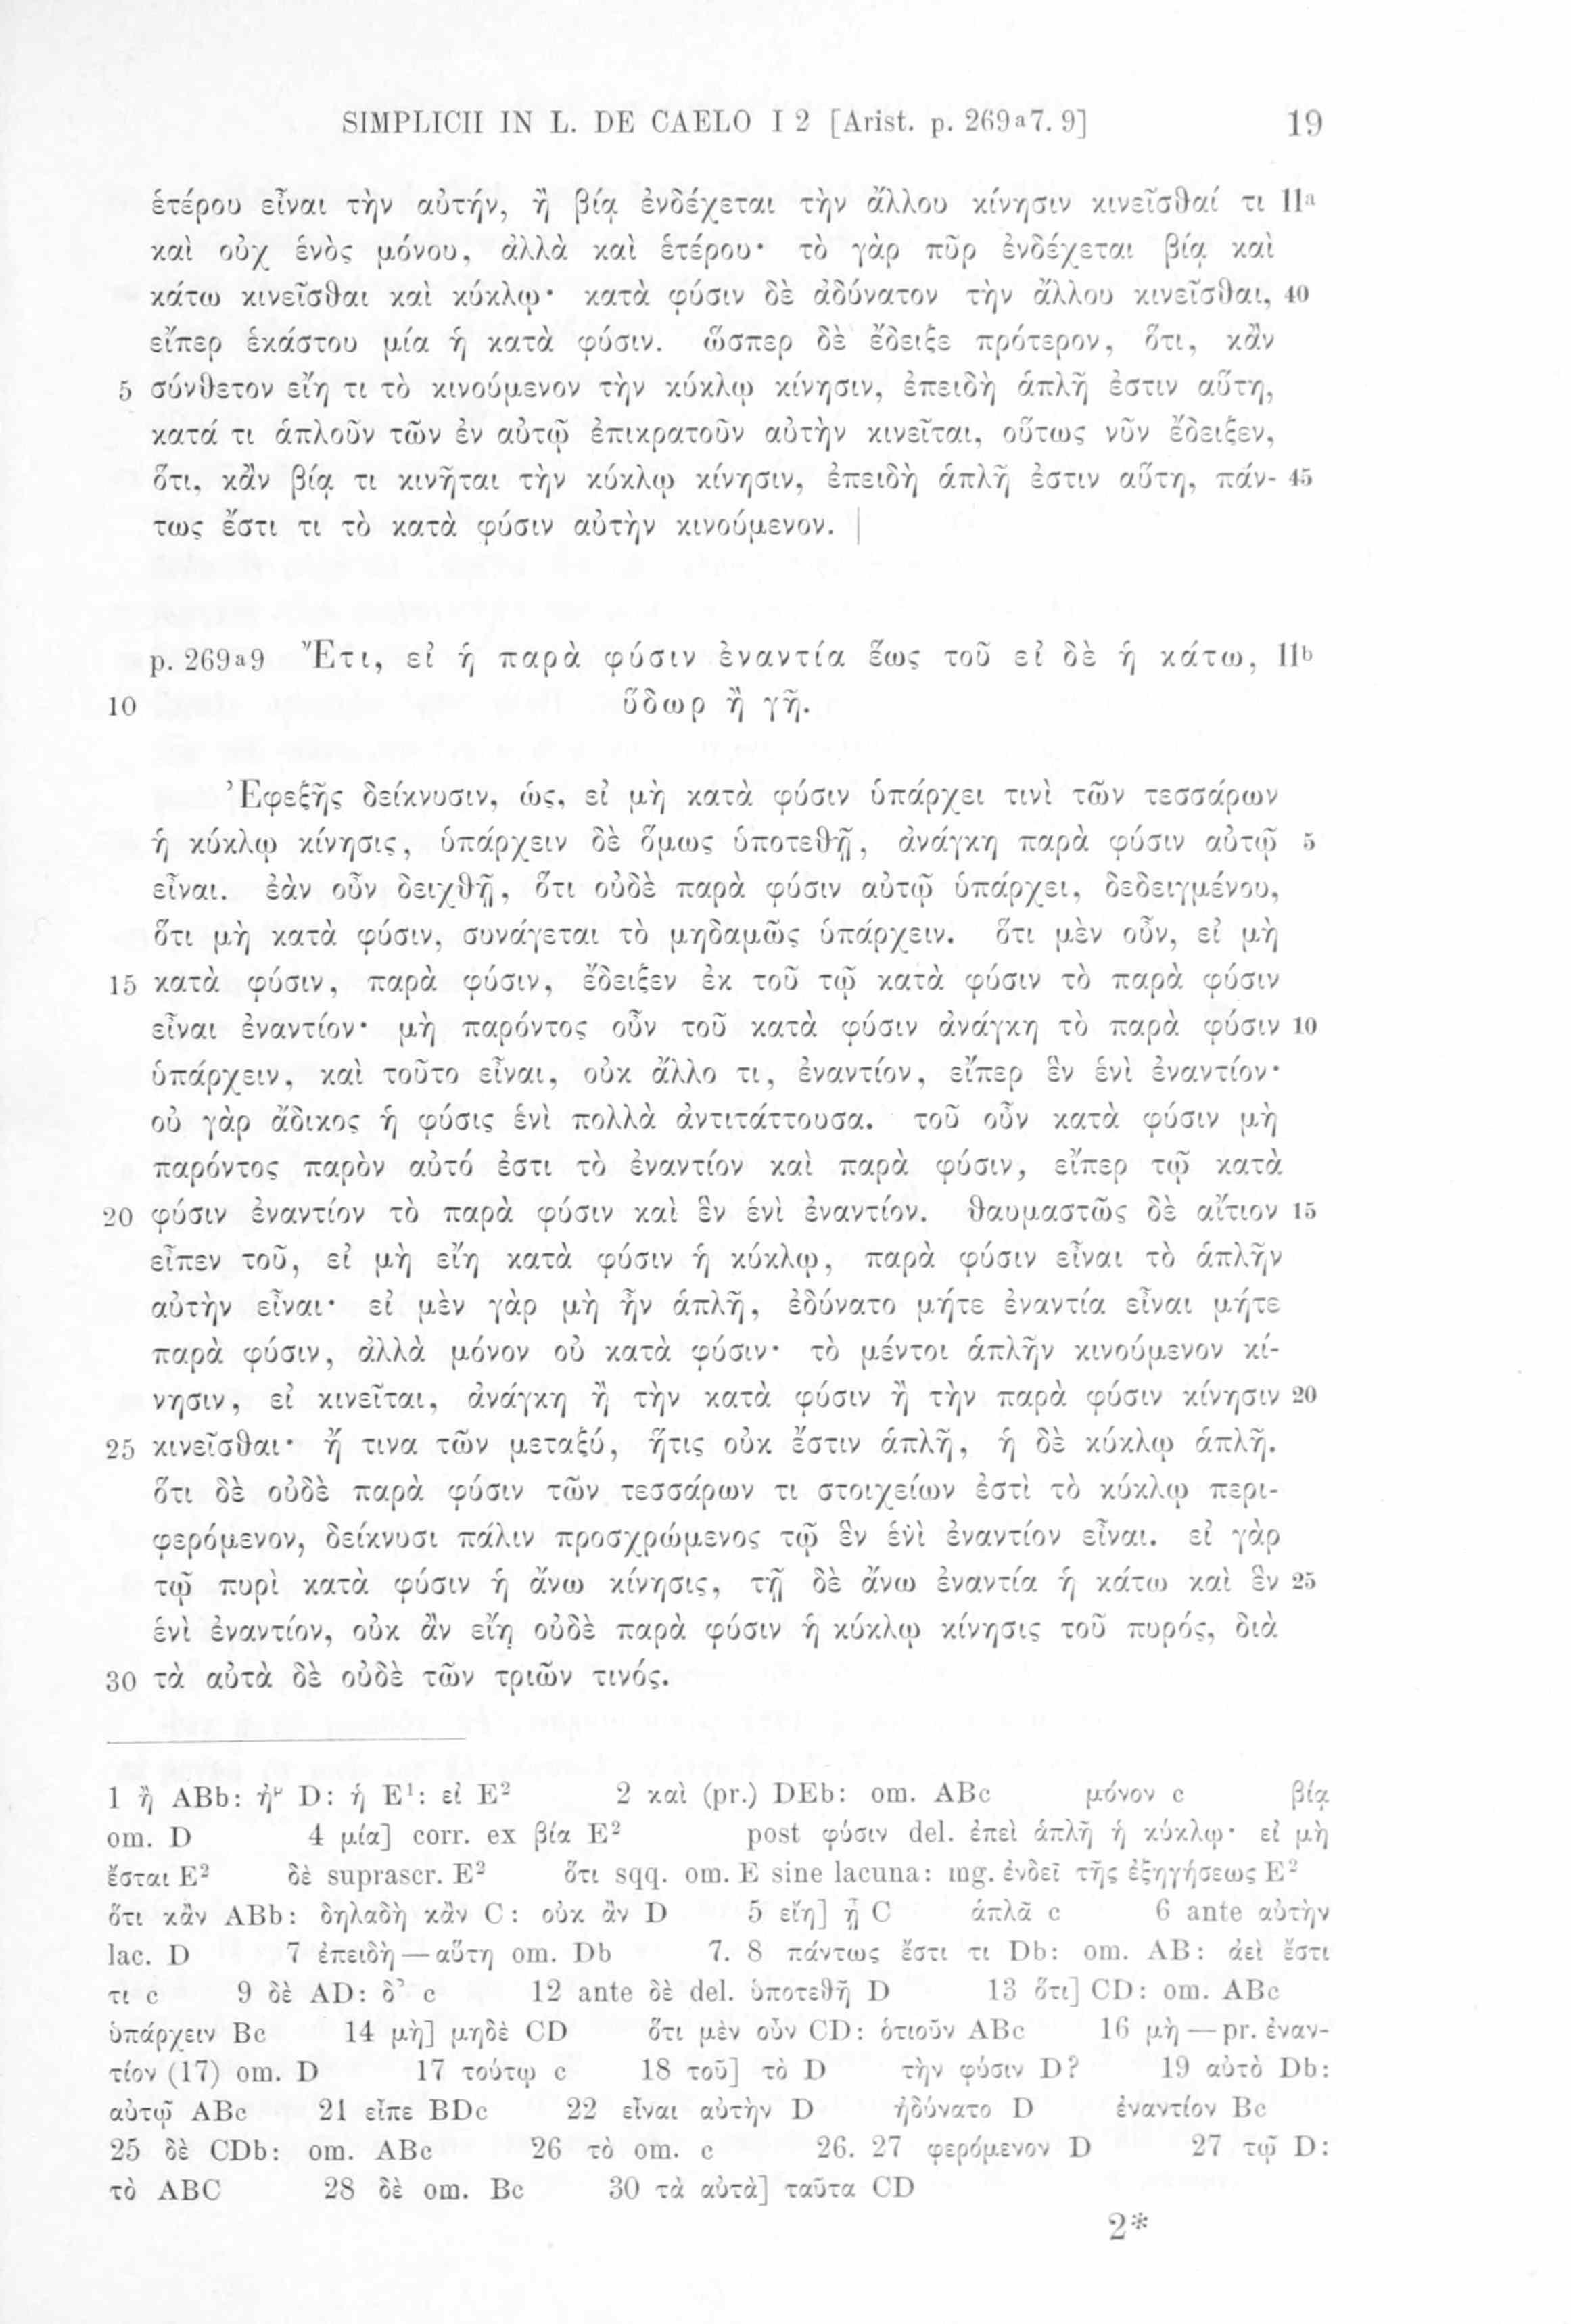 SIMPLICII IN L. DE CAELO I 2 [Arist. p. 269a7. 9] 19
ἑτέρου εἶναι τὴν αὐτήν, ἢ βίᾳ ἐνδέχεται τὴν ἄλλου κίνησιν κινεῖσθαί τι 11a
καὶ οὐχ ἑνὸς μόνου, ἀλλὰ καὶ ἑτέρου· τὸ γὰρ πῦρ ἐνδέχεται βίᾳ καὶ
κάτω κινεῖσθαι καὶ κύκλῳ· κατὰ φύσιν δὲ ἀδύνατον τὴν ἄλλου κινεῖσθαι, 40
εἴπερ ἑκάστου μία ἡ κατὰ φύσιν. ὥσπερ δὲ ἔδειξε πρότερον, ὅτι, κἂν
5 σύνθετον εἴη τι τὸ κινούμενον τὴν κύκλῳ κίνησιν, ἐπειδὴ ἁπλῆ ἐστιν αὕτη,
κατά τι ἁπλοῦν τῶν ἐν αὐτῷ ἐπικρατοῦν αὐτὴν κινεῖται, οὕτως νῦν ἔδειξεν,
ὅτι, κἂν βίᾳ τι κινῆται τὴν κύκλῳ κίνησιν, ἐπειδὴ ἁπλῆ ἐστιν αὕτη, πάν- 45
τως ἔστι τι τὸ κατὰ φύσιν αὐτὴν κινούμενον. |
p. 269a9 Ἔτι, εἰ ἡ παρὰ φύσιν ἐναντία ἕως τοῦ εἰ δὲ ἡ κάτω, 11b
10 ὕδωρ ἢ γῆ.
Ἐφεξῆς δείκνυσιν, ὡς, εἰ μὴ κατὰ φύσιν ὑπάρχει τινὶ τῶν τεσσάρων
ἡ κύκλῳ κίνησις, ὑπάρχειν δὲ ὅμως ὑποτεθῇ, ἀνάγκη παρὰ φύσιν αὐτῷ 5
εἶναι. ἐὰν οὖν δειχθῇ, ὅτι οὐδὲ παρὰ φύσιν αὐτῷ ὑπάρχει, δεδειγμένου,
ὅτι μὴ κατὰ φύσιν, συνάγεται τὸ μηδαμῶς ὑπάρχειν. ὅτι μὲν οὖν, εἰ μὴ
15 κατὰ φύσιν, παρὰ φύσιν, ἔδειξεν ἐκ τοῦ τῷ κατὰ φύσιν τὸ παρὰ φύσιν
εἶναι ἐναντίον· μὴ παρόντος οὖν τοῦ κατὰ φύσιν ἀνάγκη τὸ παρὰ φύσιν 10
ὑπάρχειν, καὶ τοῦτο εἶναι, οὐκ ἄλλο τι, ἐναντίον, εἴπερ ἓν ἑνὶ ἐναντίον·
οὐ γὰρ ἄδικος ἡ φύσις ἑνὶ πολλὰ ἀντιτάττουσα. τοῦ οὖν κατὰ φύσιν μὴ
παρόντος παρὸν αὐτό ἐστι τὸ ἐναντίον καὶ παρὰ φύσιν, εἴπερ τῷ κατὰ
20 φύσιν ἐναντίον τὸ παρὰ φύσιν καὶ ἓν ἑνὶ ἐναντίον. θαυμαστῶς δὲ αἴτιον 15
εἶπεν τοῦ, εἰ μὴ εἴη κατὰ φύσιν ἡ κύκλῳ, παρὰ φύσιν εἶναι τὸ ἁπλῆν
αὐτὴν εἶναι· εἰ μὲν γὰρ μὴ ἦν ἁπλῆ, ἐδύνατο μήτε ἐναντία εἶναι μήτε
παρὰ φύσιν, ἀλλὰ μόνον οὐ κατὰ φύσιν· τὸ μέντοι ἁπλῆν κινούμενον κί-
νησιν, εἰ κινεῖται, ἀνάγκη ἢ τὴν κατὰ φύσιν ἢ τὴν παρὰ φύσιν κίνησιν 20
25 κινεῖσθαι· ἤ τινα τῶν μεταξύ, ἥτις οὐκ ἔστιν ἁπλῆ, ἡ δὲ κύκλῳ ἁπλῆ.
ὅτι δὲ οὐδὲ παρὰ φύσιν τῶν τεσσάρων τι στοιχείων ἐστὶ τὸ κύκλῳ περι-
φερόμενον, δείκνυσι πάλιν προσχρώμενος τῷ ἓν ἑνὶ ἐναντίον εἶναι. εἰ γὰρ
τῷ πυρὶ κατὰ φύσιν ἡ ἄνω κίνησις, τῇ δὲ ἄνω ἐναντία ἡ κάτω καὶ ἓν 25
ἑνὶ ἐναντίον, οὐκ ἂν εἴη οὐδὲ παρὰ φύσιν ἡ κύκλῳ κίνησις τοῦ πυρός, διὰ
30 τὰ αὐτὰ δὲ οὐδὲ τῶν τριῶν τινός.
1 ἢ ABb: D: ἡ E1: εἰ E2 2 καὶ (pr.) DEb: om. ABc μόνον c βίᾳ
om. D 4 μία] corr. ex βία E2 post φύσιν del. ἐπεὶ ἁπλῆ ἡ κύκλῳ· εἰ μὴ
ἔσται E2 δὲ suprascr. E2 ὅτι sqq. om. E sine lacuna: mg. ἐνδεῖ τῆς ἐξηγήσεως E2
ὅτι κἂν ABb: δηλαδὴ κἂν C: οὐκ ἂν D 5 εἴη] ᾖ C ἁπλᾶ c 6 ante αὐτὴν
lac. D 7 ἐπειδὴ — αὕτη om. Db 7. 8 πάντως ἔστι τι Db: om. AB: ἀεὶ ἔστι
τι c 9 δὲ AD: δ’ c 12 ante δὲ del. ὑποτεθῆ D 13 ὅτι] CD: om. ABc
ὑπάρχειν Bc 14 μὴ] μηδὲ CD ὅτι μὲν οὖν CD: ὁτιοῦν ABc 16 μὴ — pr. ἐναν-
τίον (17) om. D 17 τούτῳ c 18 τοῦ] τὸ D τὴν φύσιν D? 19 αὐτὸ Db:
αὐτῷ ABc 21 εἶπε BDc 22 εἶναι αὐτὴν D ἠδύνατο D ἐναντίον Bc
25 δὲ CDb: om. ABc 26 τὸ om. c 26. 27 φερόμενον D 27 τῷ D:
τὸ ABC 28 δὲ om. Bc 30 τὰ αὐτὰ] ταῦτα CD
2*